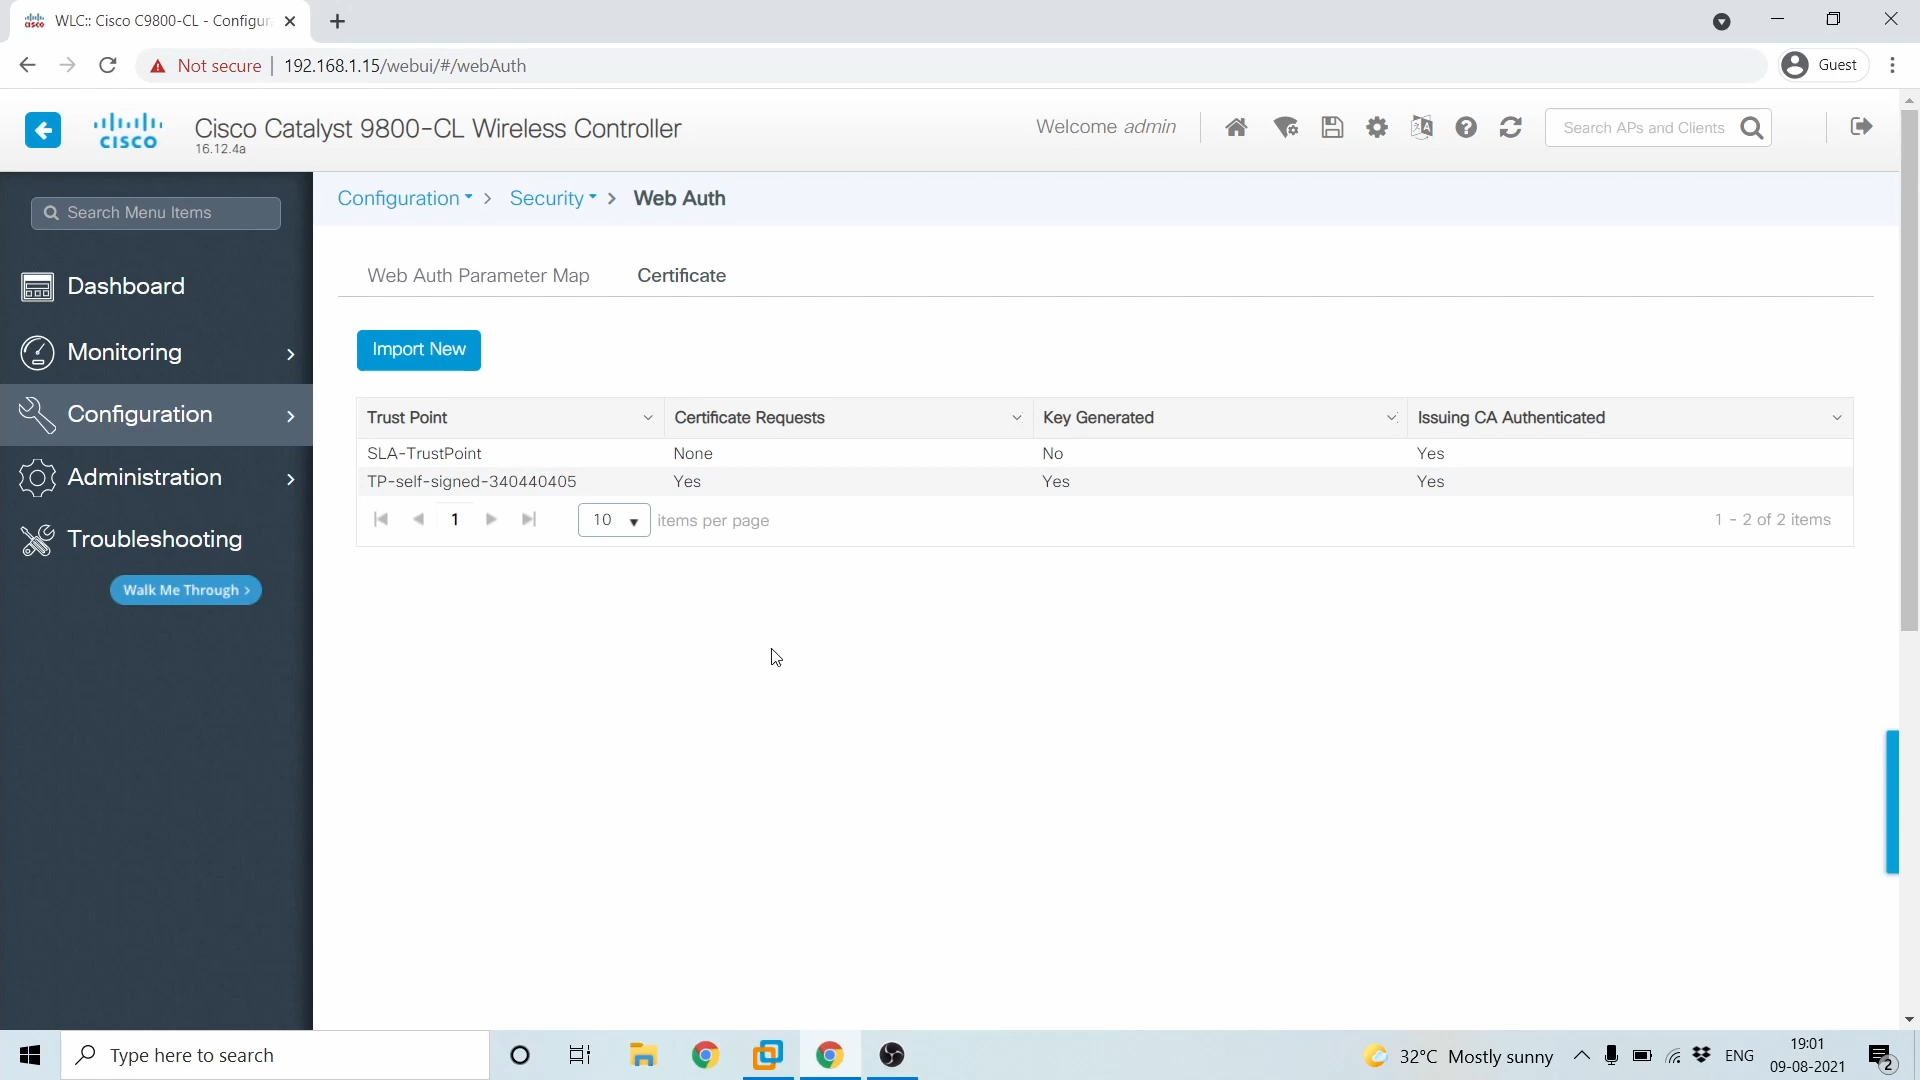 WLC:: Cisco C9800-CL - Configur
Not secure | 192.168.1.15/webui/#/webAuth
Guest
CISCO
Cisco Catalyst 9800-CL Wireless Controller
16.12.4a
Welcome admin
Search APs and Clients
Search Menu Items
Dashboard
Monitoring
Configuration
Administration
Troubleshooting
Walk Me Through >
Configuration > Security > Web Auth
Web Auth Parameter Map Certificate
Import New
Trust Point Certificate Requests Key Generated Issuing CA Authenticated
SLA-TrustPoint None No Yes
TP-self-signed-340440405 Yes Yes Yes
1 10 items per page 1 - 2 of 2 items
Type here to search
32°C Mostly sunny
ENG
19:01
09-08-2021
2